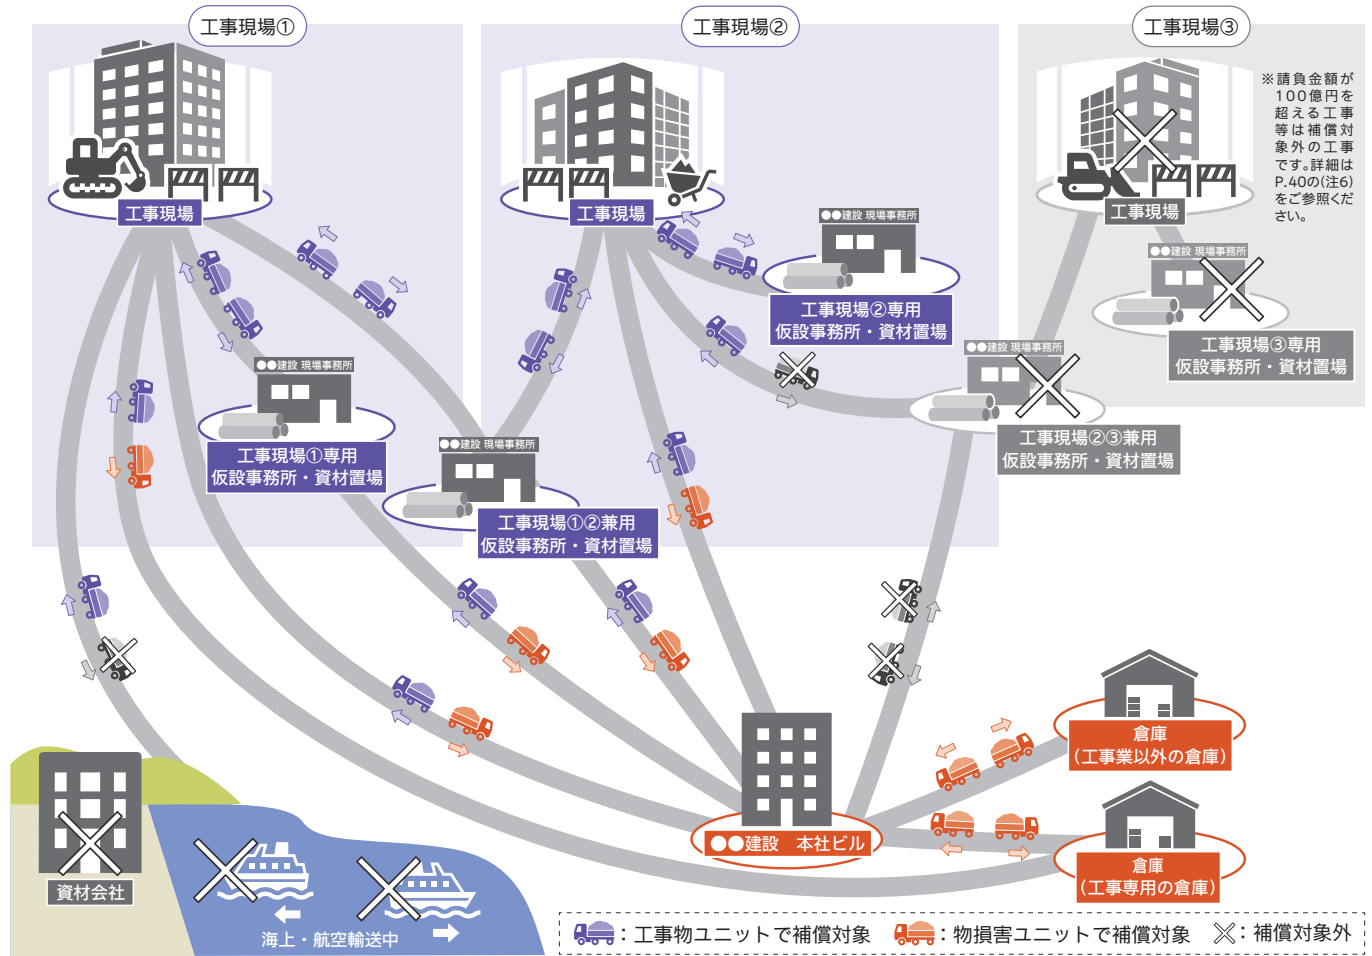 工事現場①
工事現場②
工事現場③
※請負金額が
100億円を
超える工事
等は補償対
象外の工事
です。詳細は
P.40の(注6)
をご参照くだ
さい。
工事現場
工事現場
工事現場
●●建設 現場事務所
工事現場②専用
仮設事務所・資材置場
●●建設 現場事務所
工事現場③専用
仮設事務所・資材置場
●●建設 現場事務所
工事現場①専用
仮設事務所・資材置場
●●建設 現場事務所
工事現場②③兼用
仮設事務所・資材置場
●●建設 現場事務所
工事現場①②兼用
仮設事務所・資材置場
倉庫
(工事業以外の倉庫)
●●建設 本社ビル
倉庫
(工事専用の倉庫)
資材会社
海上・航空輸送中
：工事物ユニットで補償対象
：物損害ユニットで補償対象
：補償対象外